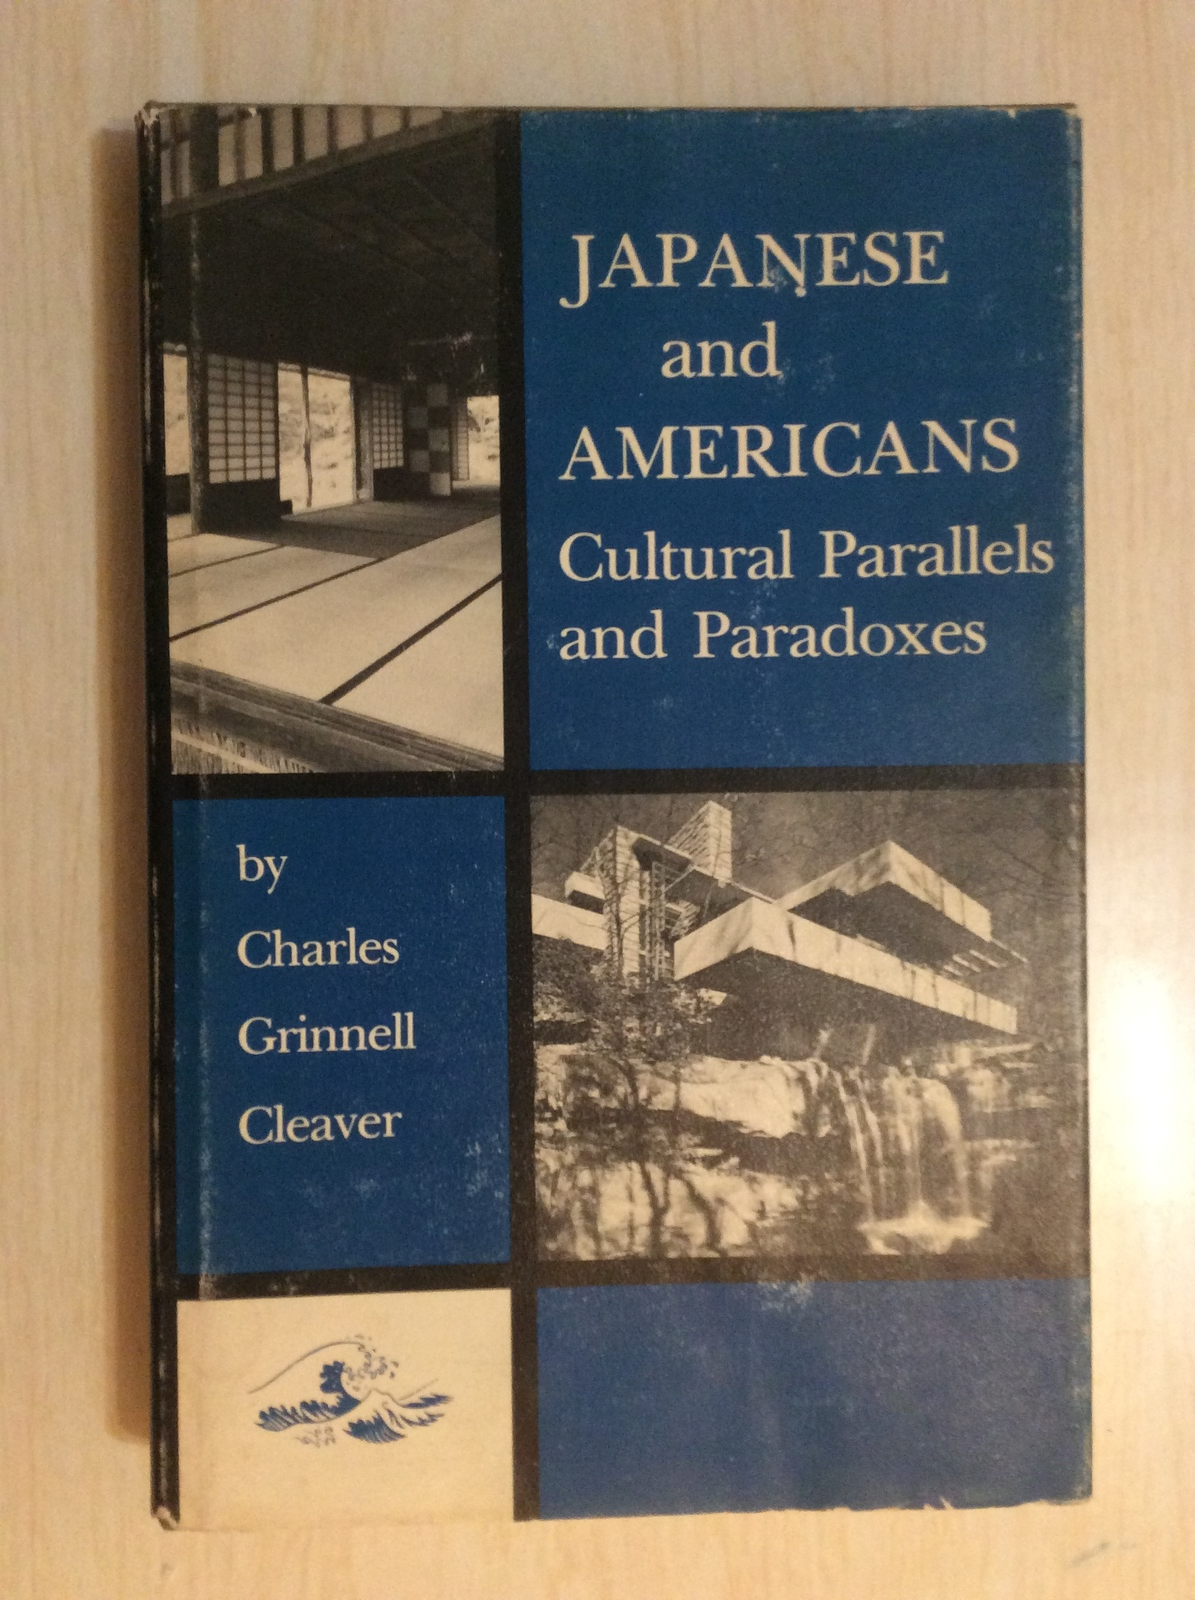 JAPANESE
and
AMERICANS
Cultural Parallels
and Paradoxes
by
Charles
Grinnell
Cleaver